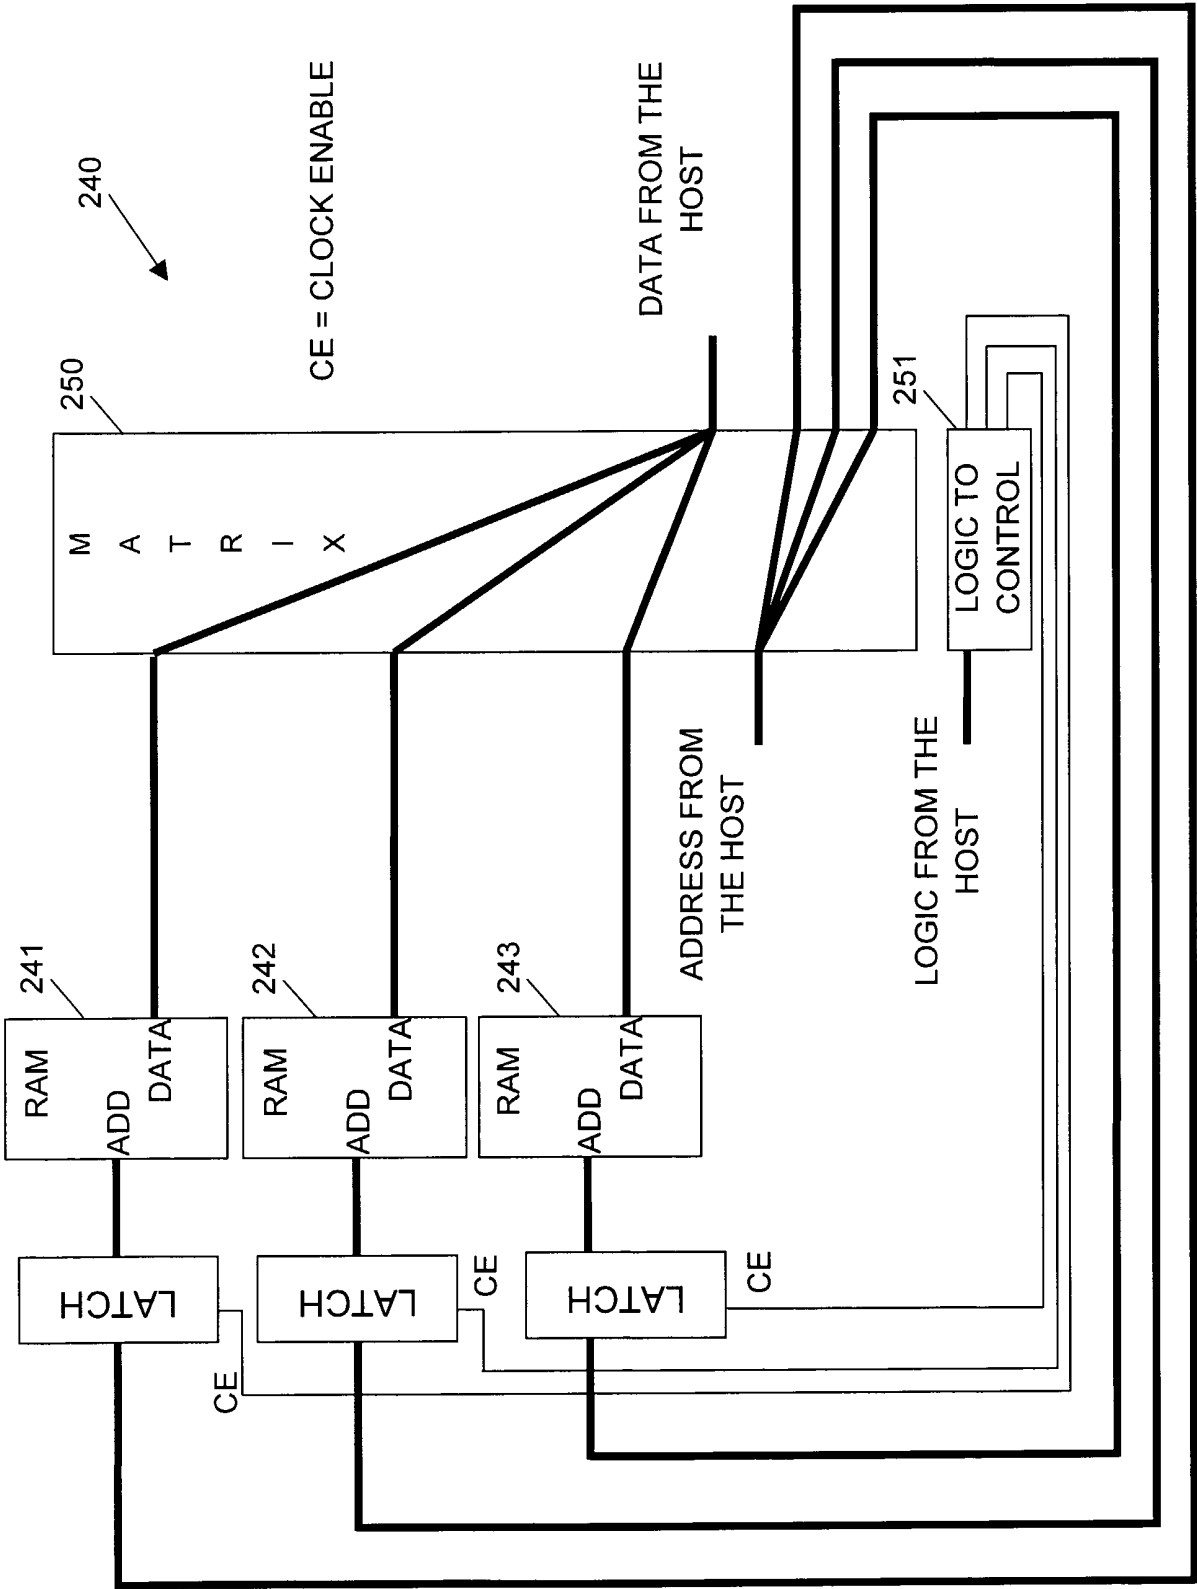 240
CE = CLOCK ENABLE
250
MATRIX
DATA FROM THE
HOST
241
RAM
ADD
DATA
LATCH
CE
242
RAM
ADD
DATA
LATCH
CE
243
RAM
ADD
DATA
LATCH
CE
ADDRESS FROM
THE HOST
251
LOGIC TO
CONTROL
LOGIC FROM THE
HOST